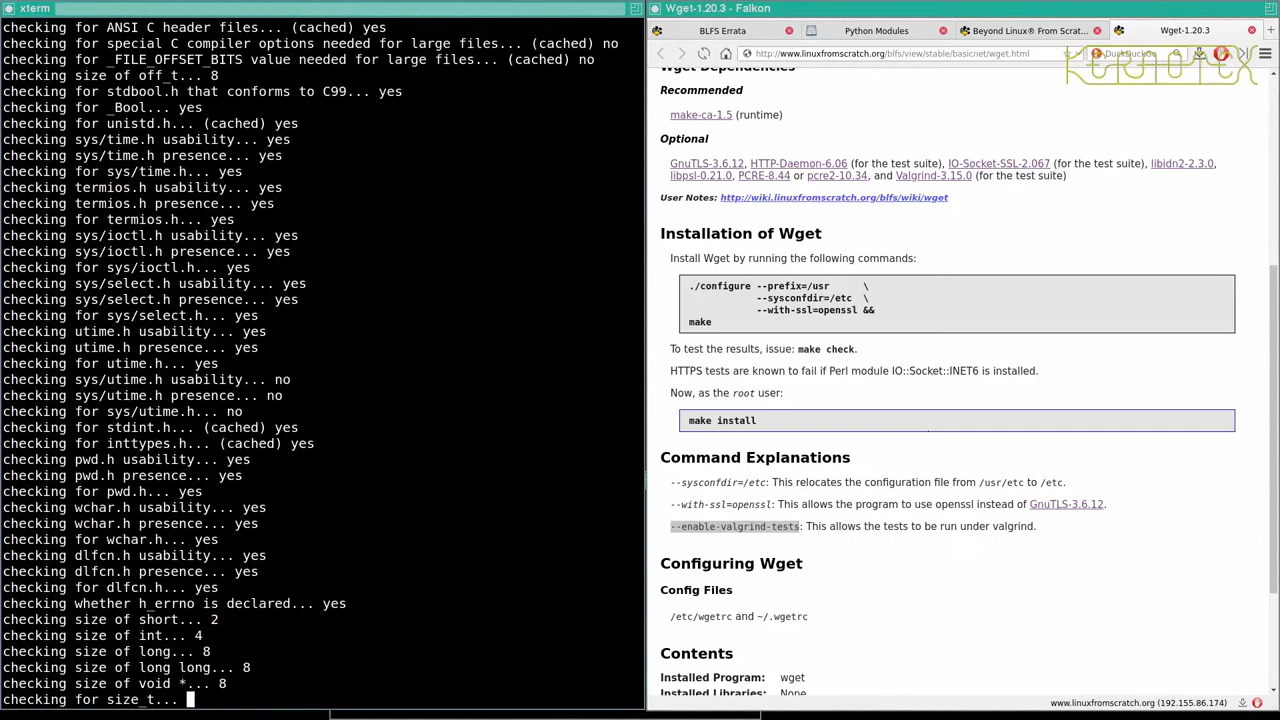 xterm
checking for ANSI C header files... (cached) yes
checking for special C compiler options needed for large files... (cached) no
checking for _FILE_OFFSET_BITS value needed for large files... (cached) no
checking size of off_t... 8
checking for stdbool.h that conforms to C99... yes
checking for _Bool... yes
checking for unistd.h... (cached) yes
checking sys/time.h usability... yes
checking sys/time.h presence... yes
checking for sys/time.h... yes
checking termios.h usability... yes
checking termios.h presence... yes
checking for termios.h... yes
checking sys/ioctl.h usability... yes
checking sys/ioctl.h presence... yes
checking for sys/ioctl.h... yes
checking sys/select.h usability... yes
checking sys/select.h presence... yes
checking for sys/select.h... yes
checking utime.h usability... yes
checking utime.h presence... yes
checking for utime.h... yes
checking sys/utime.h usability... no
checking sys/utime.h presence... no
checking for sys/utime.h... no
checking for stdint.h... (cached) yes
checking for inttypes.h... (cached) yes
checking pwd.h usability... yes
checking pwd.h presence... yes
checking for pwd.h... yes
checking wchar.h usability... yes
checking wchar.h presence... yes
checking for wchar.h... yes
checking dlfcn.h usability... yes
checking dlfcn.h presence... yes
checking for dlfcn.h... yes
checking whether h_errno is declared... yes
checking size of short... 2
checking size of int... 4
checking size of long... 8
checking size of long long... 8
checking size of void *... 8
checking for size_t...
Wget-1.20.3 - Falkon
BLFS Errata
Python Modules
Beyond Linux® From Scrat..
Wget-1.20.3
http://www.linuxfromscratch.org/blfs/view/stable/basicnet/wget.html
DuckDuckGo
Wget Dependencies
Recommended
make-ca-1.5 (runtime)
Optional
GnuTLS-3.6.12, HTTP-Daemon-6.06 (for the test suite), IO-Socket-SSL-2.067 (for the test suite), libidn2-2.3.0,
libpsl-0.21.0, PCRE-8.44 or pcre2-10.34, and Valgrind-3.15.0 (for the test suite)
User Notes: http://wiki.linuxfromscratch.org/blfs/wiki/wget
Installation of Wget
Install Wget by running the following commands:
./configure --prefix=/usr \
--sysconfdir=/etc \
--with-ssl=openssl &&
make
To test the results, issue: make check.
HTTPS tests are known to fail if Perl module IO::Socket::INET6 is installed.
Now, as the root user:
make install
Command Explanations
--sysconfdir=/etc: This relocates the configuration file from /usr/etc to /etc.
--with-ssl=openssl: This allows the program to use openssl instead of GnuTLS-3.6.12.
--enable-valgrind-tests: This allows the tests to be run under valgrind.
Configuring Wget
Config Files
/etc/wgetrc and ~/.wgetrc
Contents
Installed Program: wget
Installed Libraries: None
www.linuxfromscratch.org (192.155.86.174)